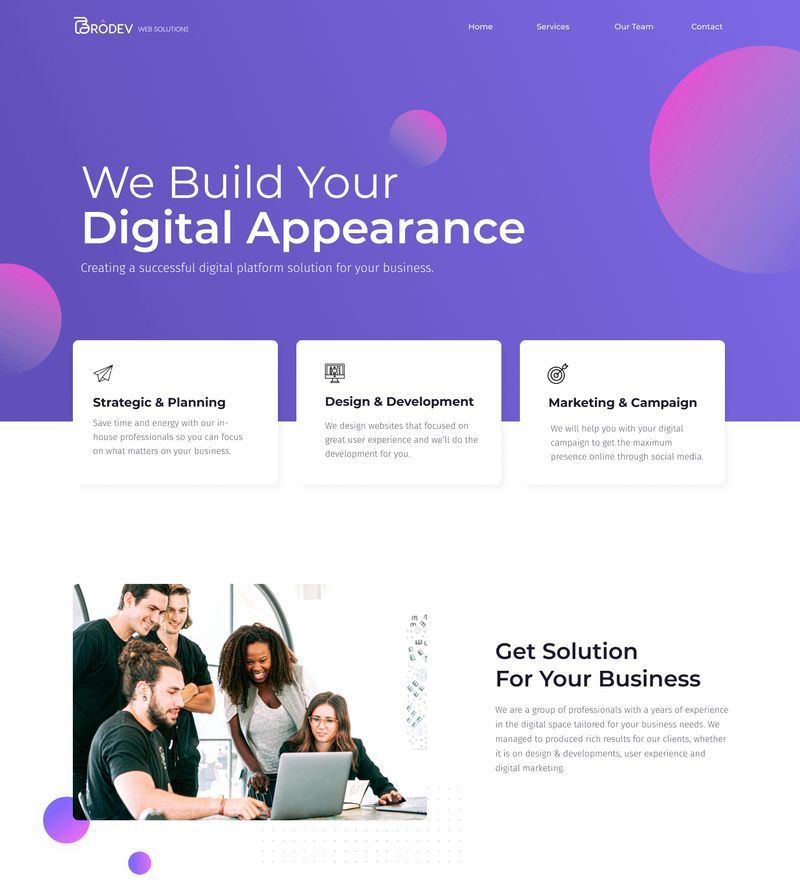 BRÔDEV WEB SOLUTIONS
Home Services Our Team Contact
We Build Your
Digital Appearance
Creating a successful digital platform solution for your business.
Strategic & Planning
Save time and energy with our in-
house professionals so you can focus
on what matters on your business.
Design & Development
We design websites that focused on
great user experience and we'll do the
development for you.
Marketing & Campaign
We will help you with your digital
campaign to get the maximum
presence online through social media.
Get Solution
For Your Business
We are a group of professionals with a years of experience
in the digital space tailored for your business needs. We
managed to produced rich results for our clients, whether
it is on design & developments, user experience and
digital marketing.